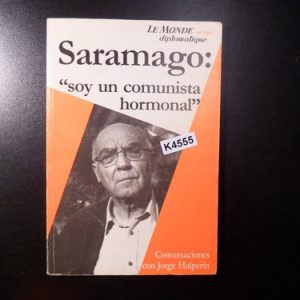 LE MONDE
diplomatique
Saramago:
“soy un comunista
hormonal”
K4555
Conversaciones
con Jorge Halperín